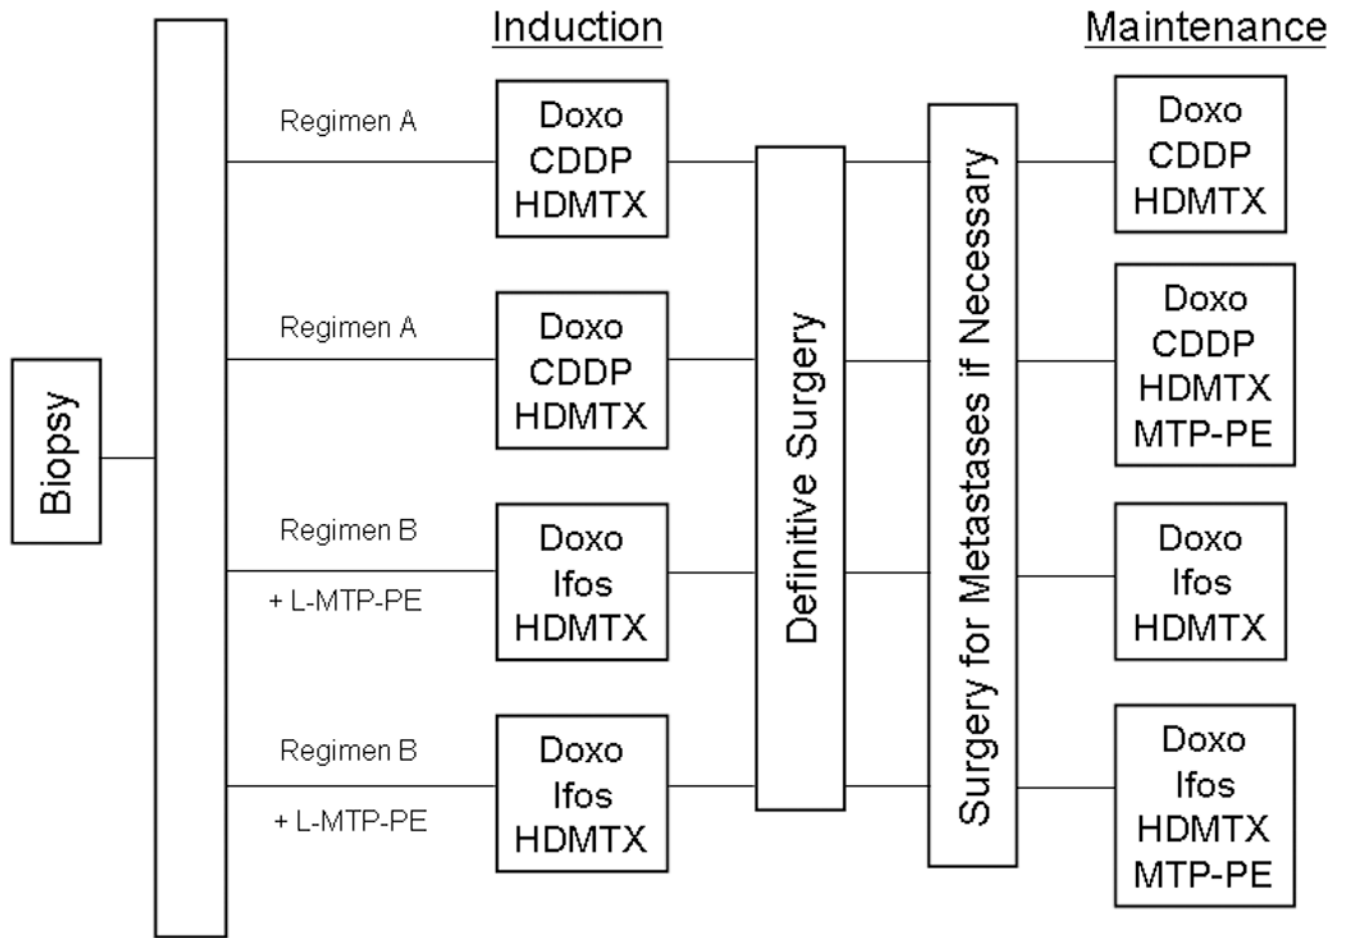 Induction
Maintenance
Biopsy
Regimen A
Doxo
CDDP
HDMTX
Doxo
CDDP
HDMTX
Regimen A
Doxo
CDDP
HDMTX
Doxo
CDDP
HDMTX
MTP-PE
Regimen B
+ L-MTP-PE
Doxo
Ifos
HDMTX
Doxo
Ifos
HDMTX
Regimen B
+ L-MTP-PE
Doxo
Ifos
HDMTX
Doxo
Ifos
HDMTX
MTP-PE
Definitive Surgery
Surgery for Metastases if Necessary